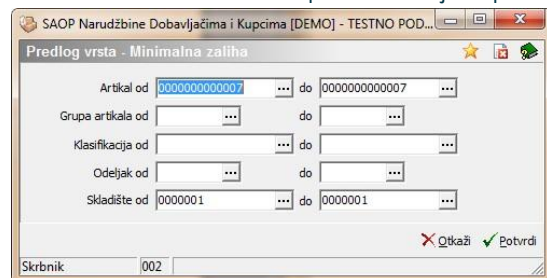 SAOP Narudžbine Dobavljačima i Kupcima [DEMO] - TESTNO POD...
Predlog vrsta - Minimalna zaliha
Artikal od 0000000000007 ... do 0000000000007 ...
Grupa artikala od ... do ...
Klasifikacija od ... do ...
Odeljak od ... do ...
Skladište od 0000001 ... do 0000001 ...
Otkaži Potvrdi
Skrbnik 002